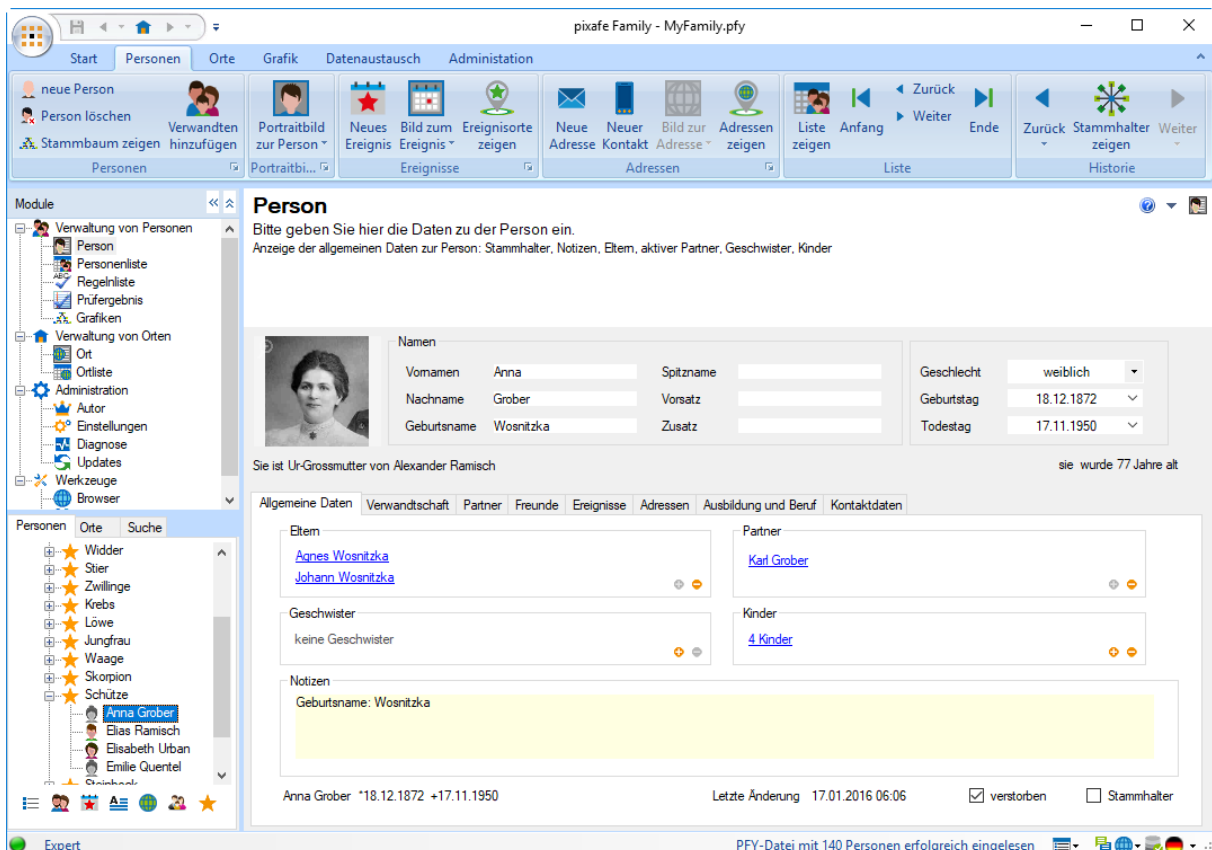 pixafe Family - MyFamily.pfy
Start Personen Orte Grafik Datenaustausch Administation
neue Person
Person löschen
Stammbaum zeigen
Verwandten hinzufügen
Personen
Portraitbild zur Person
Portraitbi...
Neues Ereignis
Bild zum Ereignis
Ereignisorte zeigen
Ereignisse
Neue Adresse
Neuer Kontakt
Bild zur Adresse
Adressen zeigen
Adressen
Liste zeigen
Anfang
Zurück
Weiter
Ende
Liste
Zurück
Stammhalter zeigen
Weiter
Historie
Module
Verwaltung von Personen
Person
Personenliste
Regelnliste
Prüfergebnis
Grafiken
Verwaltung von Orten
Ort
Ortliste
Administration
Autor
Einstellungen
Diagnose
Updates
Werkzeuge
Browser
Personen Orte Suche
Widder
Stier
Zwillinge
Krebs
Löwe
Jungfrau
Waage
Skorpion
Schütze
Anna Grober
Elias Ramisch
Elisabeth Urban
Emilie Quentel
Person
Bitte geben Sie hier die Daten zu der Person ein.
Anzeige der allgemeinen Daten zur Person: Stammhalter, Notizen, Eltern, aktiver Partner, Geschwister, Kinder
Namen
Vornamen Anna Spitzname
Nachname Grober Vorsatz
Geburtsname Wosnitzka Zusatz
Geschlecht weiblich
Geburtstag 18.12.1872
Todestag 17.11.1950
Sie ist Ur-Grossmutter von Alexander Ramisch
sie wurde 77 Jahre alt
Allgemeine Daten Verwandtschaft Partner Freunde Ereignisse Adressen Ausbildung und Beruf Kontaktdaten
Eltern
Agnes Wosnitzka
Johann Wosnitzka
Partner
Karl Grober
Geschwister
keine Geschwister
Kinder
4 Kinder
Notizen
Geburtsname: Wosnitzka
Anna Grober *18.12.1872 +17.11.1950
Letzte Änderung 17.01.2016 06:06
verstorben
Stammhalter
Expert
PFY-Datei mit 140 Personen erfolgreich eingelesen